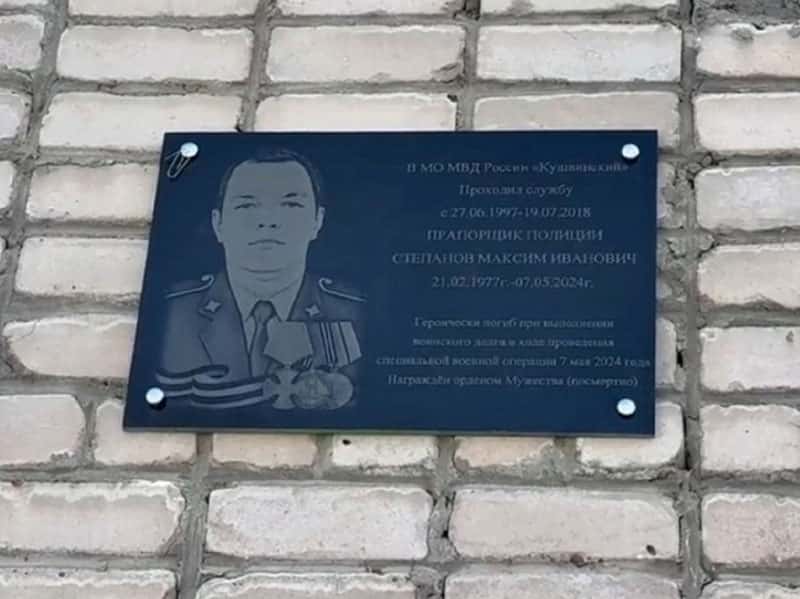 В МО МВД России «Кушвинский»
Проходил службу
с 27.06.1997-19.07.2018
ПРАПОРЩИК ПОЛИЦИИ
СТЕПАНОВ МАКСИМ ИВАНОВИЧ
21.02.1977г.-07.05.2024г.
Героически погиб при выполнении
воинского долга в ходе проведения
специальной военной операции 7 мая 2024 года
Награждён орденом Мужества (посмертно)